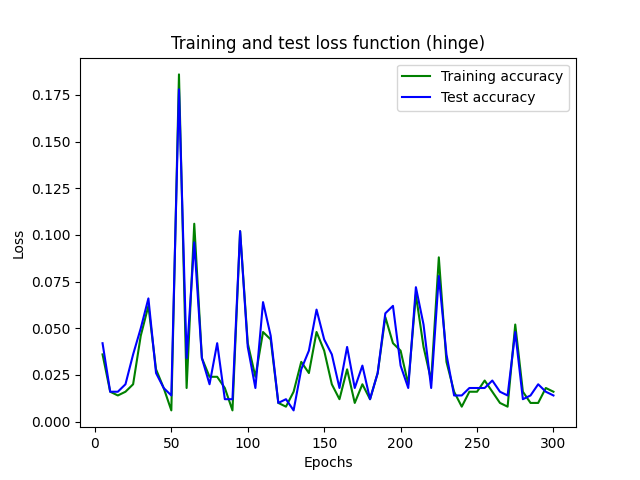 Training and test loss function (hinge)
Training accuracy
Test accuracy
0.175
0.150
0.125
0.100
0.075
0.050
0.025
0.000
Loss
0 50 100 150 200 250 300
Epochs